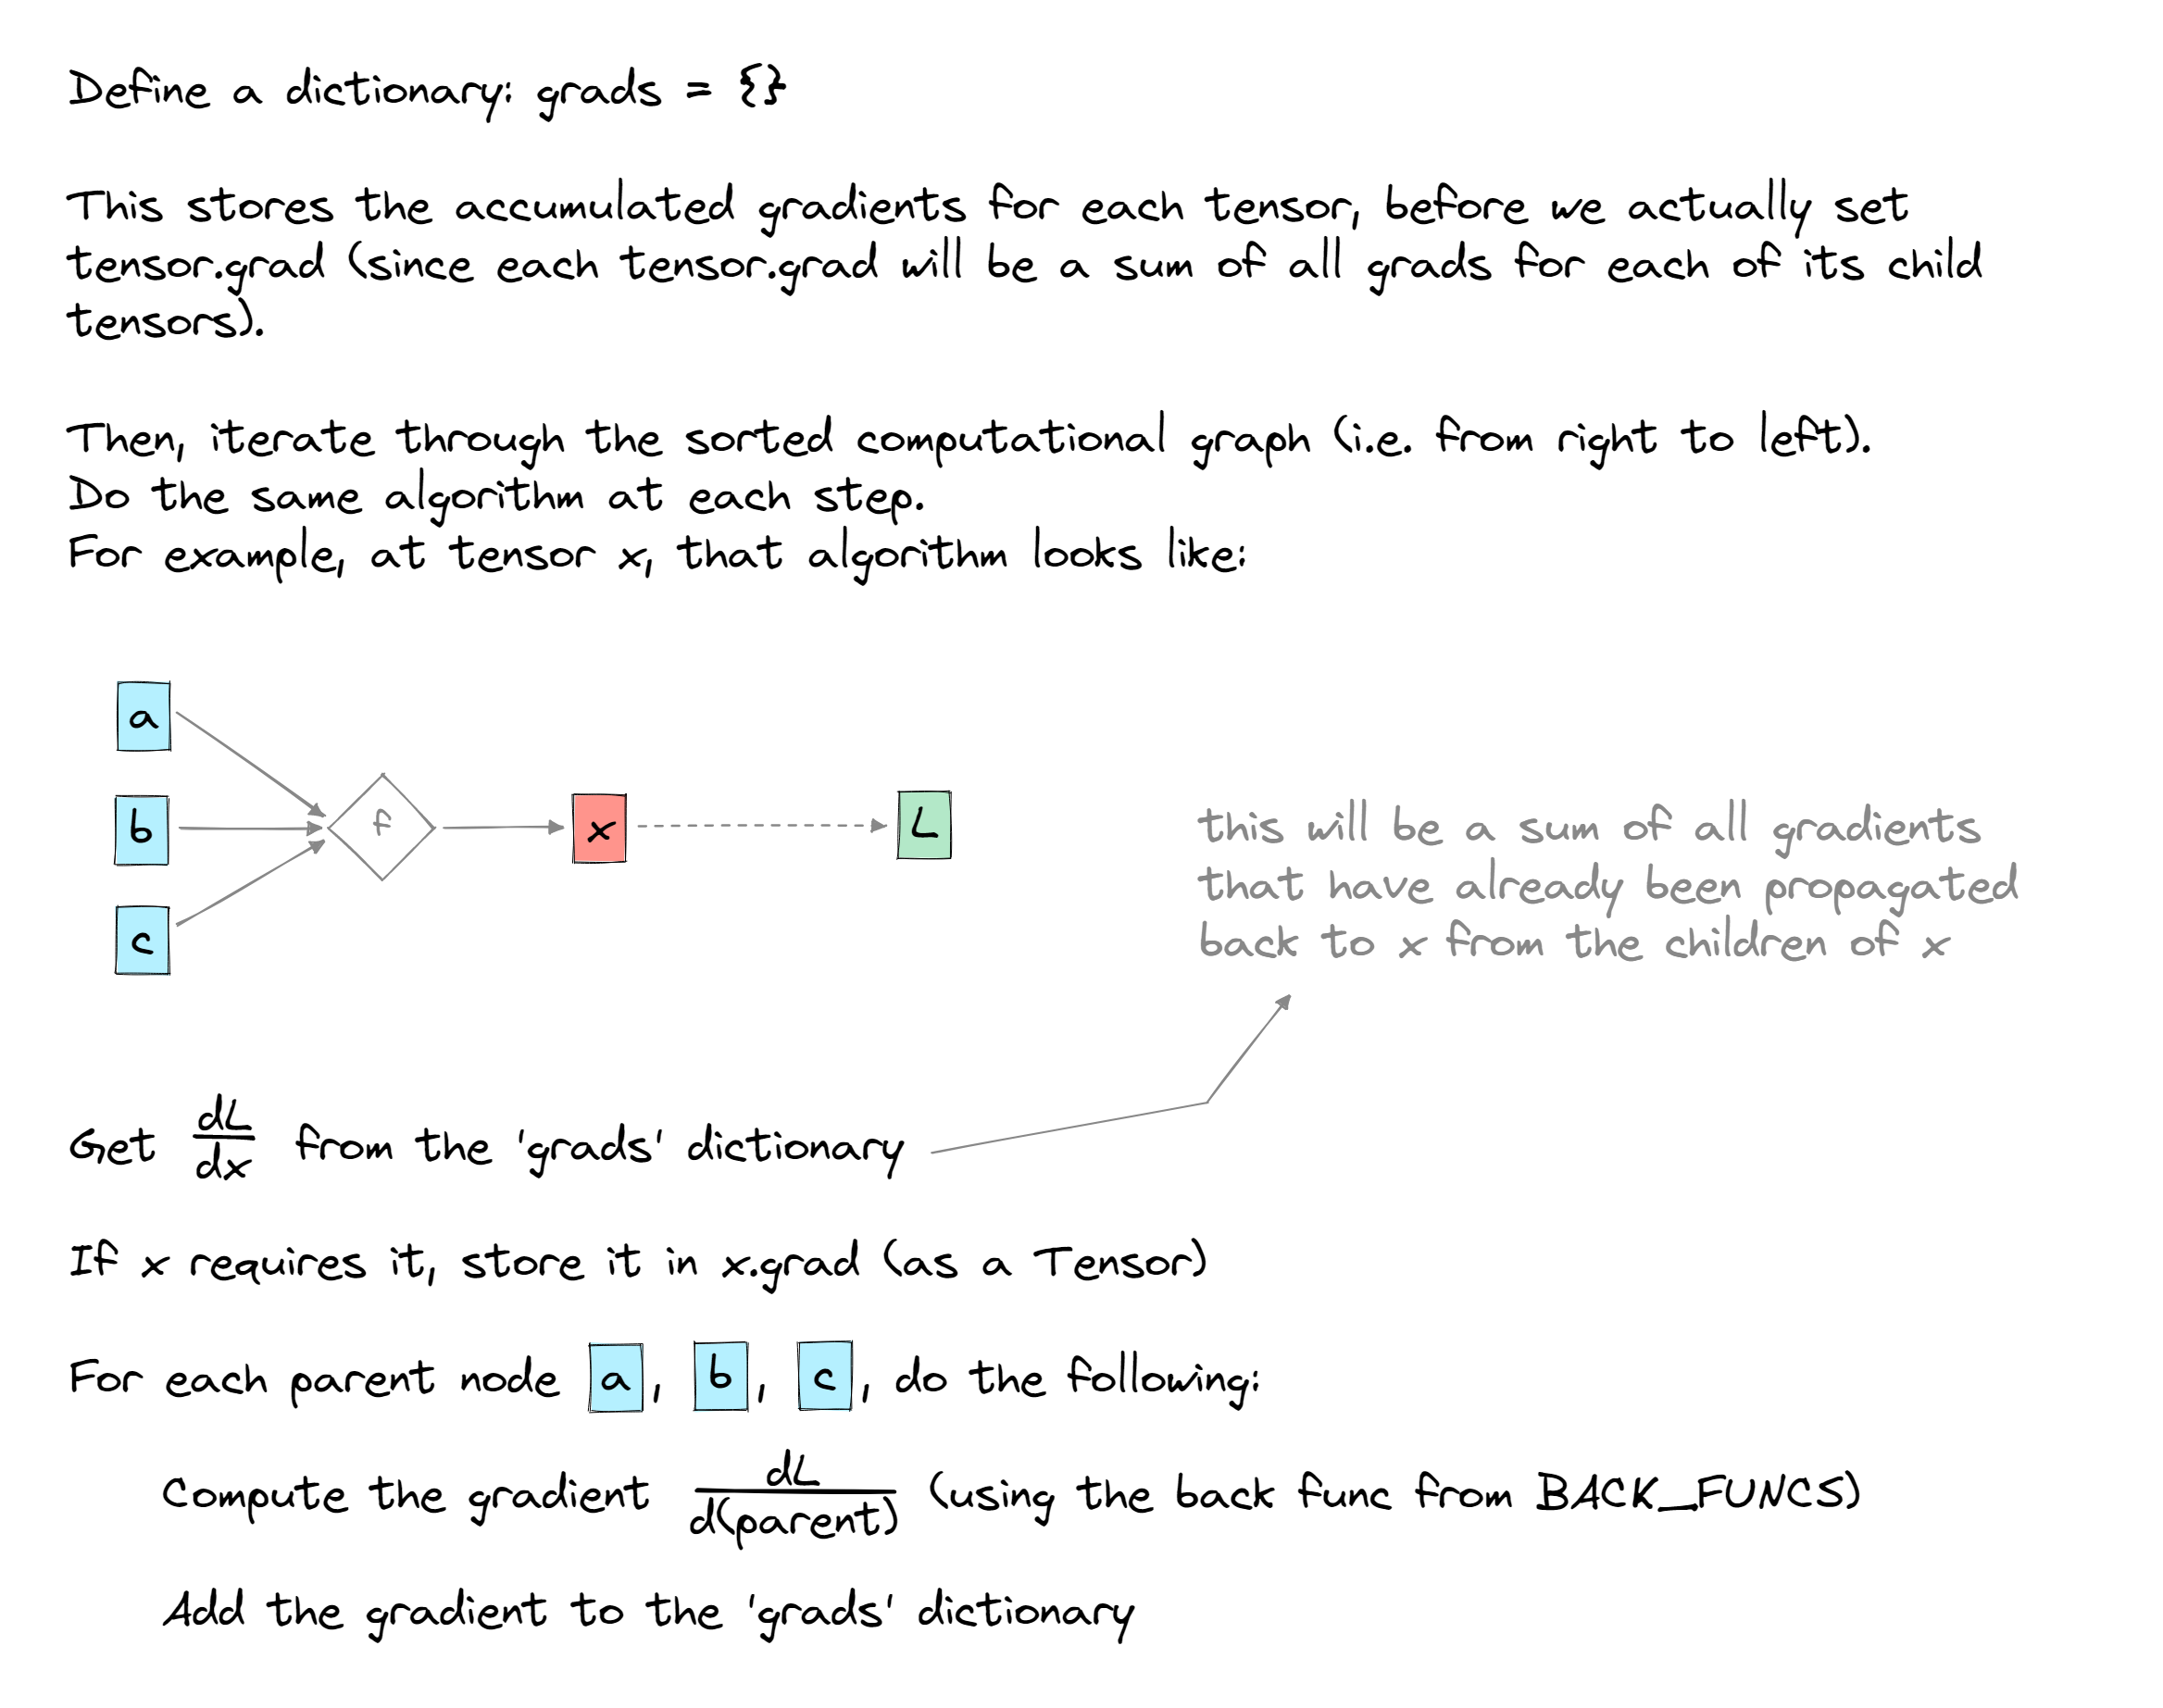 Define a dictionary: grads = {}
This stores the accumulated gradients for each tensor, before we actually set
tensor.grad (since each tensor.grad will be a sum of all grads for each of its child
tensors).
Then, iterate through the sorted computational graph (i.e. from right to left).
Do the same algorithm at each step.
For example, at tensor x, that algorithm looks like:
a
b
c
f
x
L
this will be a sum of all gradients
that have already been propagated
back to x from the children of x
Get dL/dx from the 'grads' dictionary
If x requires it, store it in x.grad (as a Tensor)
For each parent node a, b, c, do the following:
Compute the gradient dL/d(parent) (using the back func from BACK_FUNCS)
Add the gradient to the 'grads' dictionary